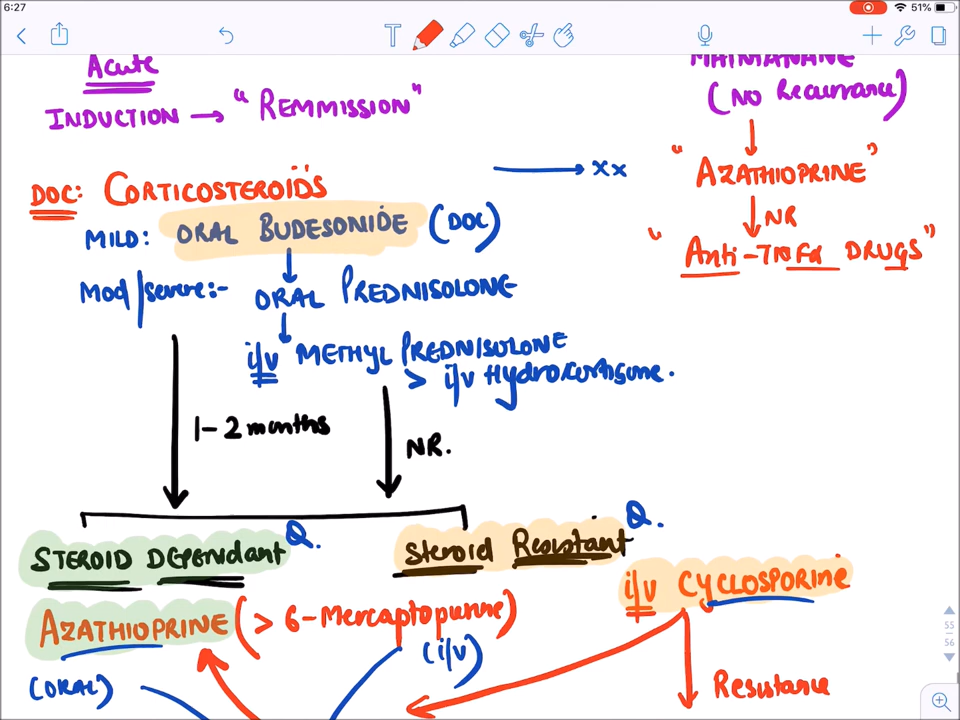 6:27
51%
T
Acute
INDUCTION → "REMMISSION"
MAINTANANE
(NO Recurrance)
DOC: CORTICOSTEROIDS
→ xx
"AZATHIOPRINE"
MILD: ORAL BUDESONIDE (DOC)
NR
"Anti-TNFα DRUGS"
Mod/severe:- ORAL PREDNISOLONE
i/v METHYL PREDNISOLONE
> i/v Hydrocortisone.
1-2 months
NR.
STEROID DEPENDANT Q.
Steroid Resistant Q.
i/v CYCLOSPORINE
AZATHIOPRINE (> 6-Mercaptopurine)
(ORAL)
(i/v)
Resistance
55
56